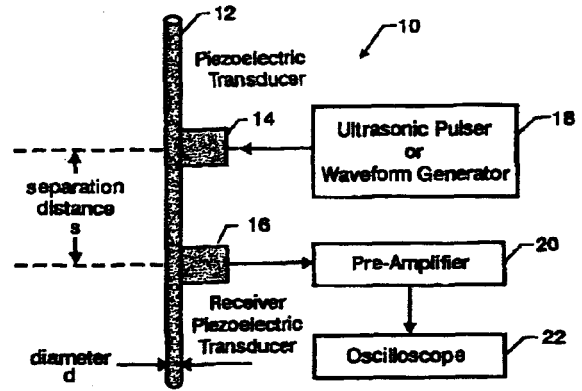 12
10
Piezoelectric
Transducer
14
Ultrasonic Pulser
or
Waveform Generator
18
separation
distance
s
16
Pre-Amplifier
20
Receiver
Piezoelectric
Transducer
diameter
d
Oscilloscope
22